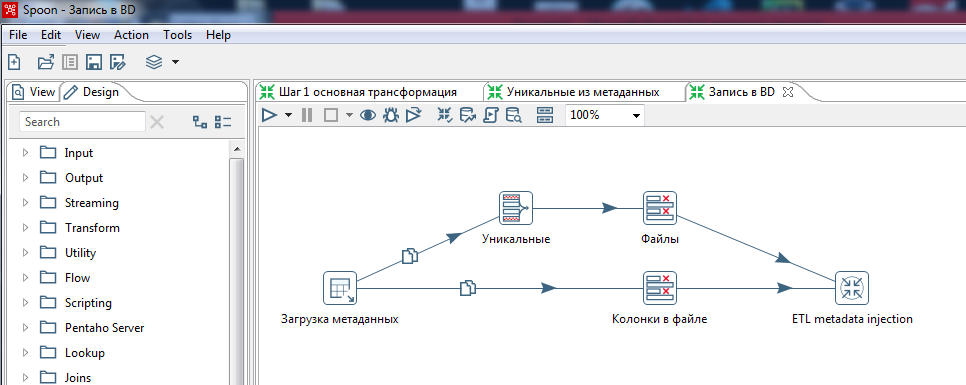 Spoon - Запись в BD
File Edit View Action Tools Help
View Design
Шаг 1 основная трансформация Уникальные из метаданных Запись в BD
Search
100%
Input
Output
Streaming
Transform
Utility
Flow
Scripting
Pentaho Server
Lookup
Joins
Уникальные Файлы
Загрузка метаданных Колонки в файле ETL metadata injection